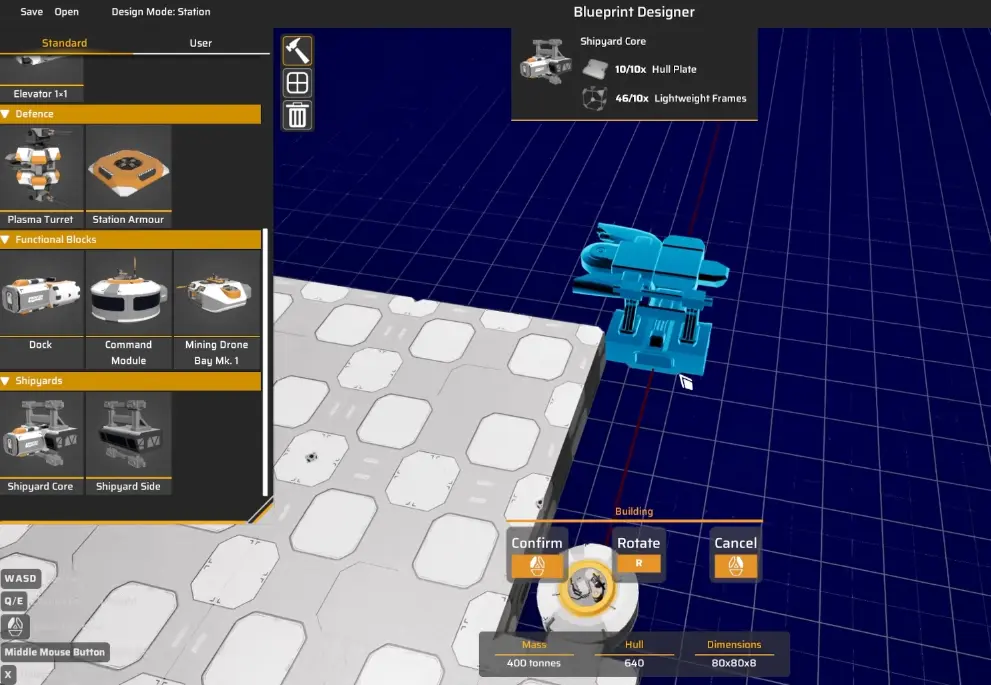 Save Open Design Mode: Station
Blueprint Designer
Standard User
Shipyard Core
10/10x Hull Plate
46/10x Lightweight Frames
Elevator 1×1
Defence
Plasma Turret Station Armour
Functional Blocks
Dock Command Module Mining Drone Bay Mk. 1
Shipyards
Shipyard Core Shipyard Side
Building
Confirm Rotate Cancel
R
WASD
Q/E
Middle Mouse Button
X
Mass Hull Dimensions
400 tonnes 640 80x80x8